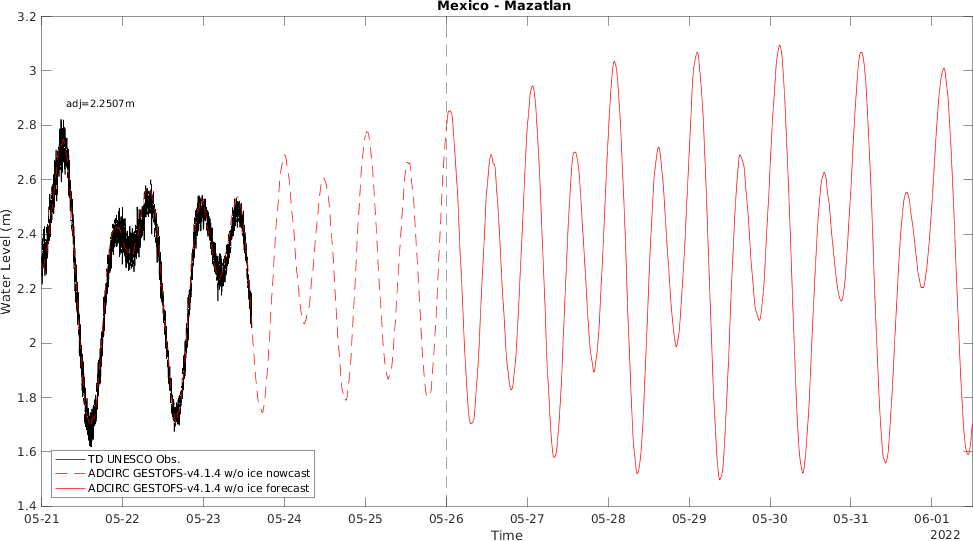 Mexico - Mazatlan
3.2
3
2.8
2.6
2.4
2.2
2
1.8
1.6
1.4
Water Level (m)
adj=2.2507m
TD UNESCO Obs.
ADCIRC GESTOFS-v4.1.4 w/o ice nowcast
ADCIRC GESTOFS-v4.1.4 w/o ice forecast
05-21 05-22 05-23 05-24 05-25 05-26 05-27 05-28 05-29 05-30 05-31 06-01
Time
2022